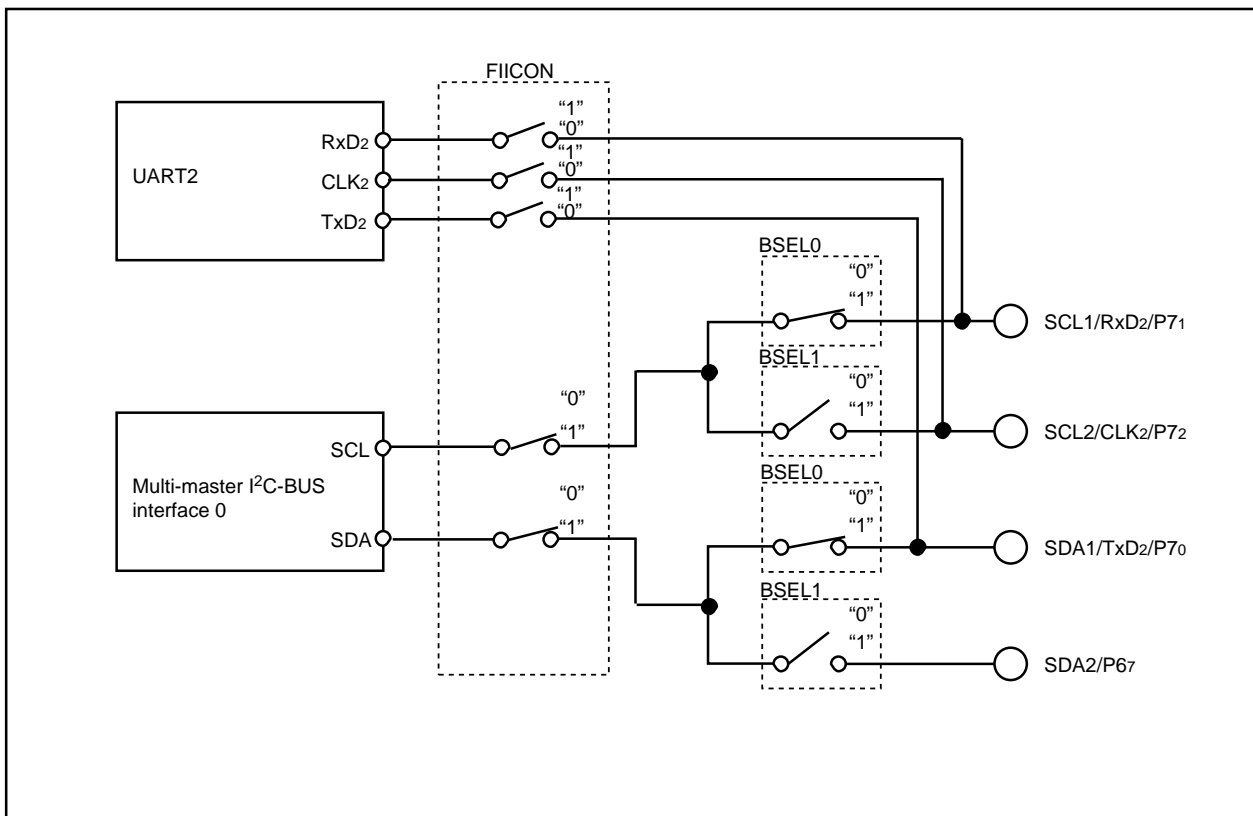 FIICON
UART2
RxD2
CLK2
TxD2
“1”
“0”
“1”
“0”
“1”
“0”
BSEL0
“0”
“1”
SCL1/RxD2/P71
BSEL1
“0”
“1”
SCL2/CLK2/P72
Multi-master I2C-BUS
interface 0
SCL
SDA
“0”
“1”
“0”
“1”
BSEL0
“0”
“1”
SDA1/TxD2/P70
BSEL1
“0”
“1”
SDA2/P67